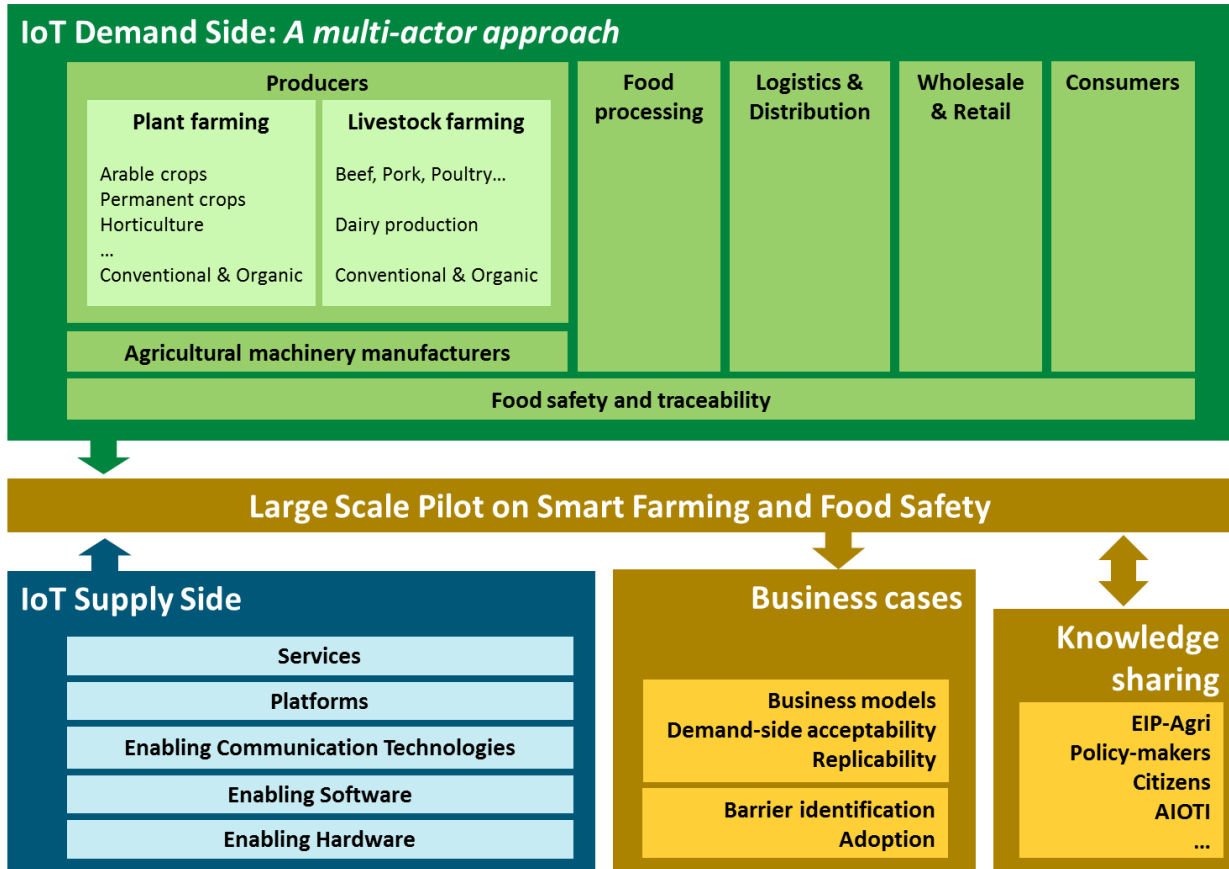 IoT Demand Side: A multi-actor approach
Producers
Plant farming
Arable crops
Permanent crops
Horticulture
...
Conventional & Organic
Livestock farming
Beef, Pork, Poultry...
Dairy production
Conventional & Organic
Agricultural machinery manufacturers
Food
processing
Logistics &
Distribution
Wholesale
& Retail
Consumers
Food safety and traceability
Large Scale Pilot on Smart Farming and Food Safety
IoT Supply Side
Services
Platforms
Enabling Communication Technologies
Enabling Software
Enabling Hardware
Business cases
Business models
Demand-side acceptability
Replicability
Barrier identification
Adoption
Knowledge
sharing
EIP-Agri
Policy-makers
Citizens
AIOTI
...